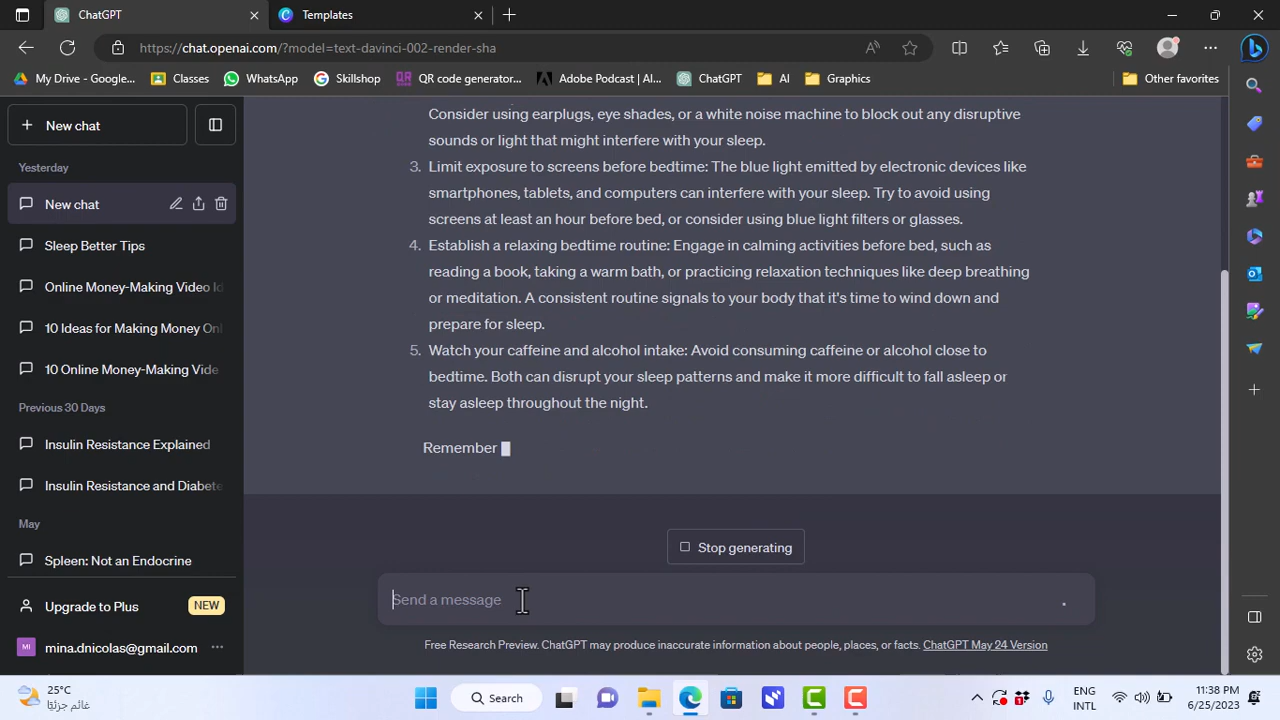 ChatGPT
Templates
https://chat.openai.com/?model=text-davinci-002-render-sha
My Drive - Google...
Classes
WhatsApp
Skillshop
QR code generator...
Adobe Podcast | AI...
ChatGPT
AI
Graphics
Other favorites
New chat
Yesterday
New chat
Sleep Better Tips
Online Money-Making Video Id
10 Ideas for Making Money Onl
10 Online Money-Making Vide
Previous 30 Days
Insulin Resistance Explained
Insulin Resistance and Diabete
May
Spleen: Not an Endocrine
Upgrade to Plus
NEW
MI
mina.dnicolas@gmail.com
Consider using earplugs, eye shades, or a white noise machine to block out any disruptive
sounds or light that might interfere with your sleep.
3. Limit exposure to screens before bedtime: The blue light emitted by electronic devices like
smartphones, tablets, and computers can interfere with your sleep. Try to avoid using
screens at least an hour before bed, or consider using blue light filters or glasses.
4. Establish a relaxing bedtime routine: Engage in calming activities before bed, such as
reading a book, taking a warm bath, or practicing relaxation techniques like deep breathing
or meditation. A consistent routine signals to your body that it's time to wind down and
prepare for sleep.
5. Watch your caffeine and alcohol intake: Avoid consuming caffeine or alcohol close to
bedtime. Both can disrupt your sleep patterns and make it more difficult to fall asleep or
stay asleep throughout the night.
Remember
Stop generating
Send a message
Free Research Preview. ChatGPT may produce inaccurate information about people, places, or facts. ChatGPT May 24 Version
25°C
غائم جزئيًا
Search
ENG
INTL
11:38 PM
6/25/2023